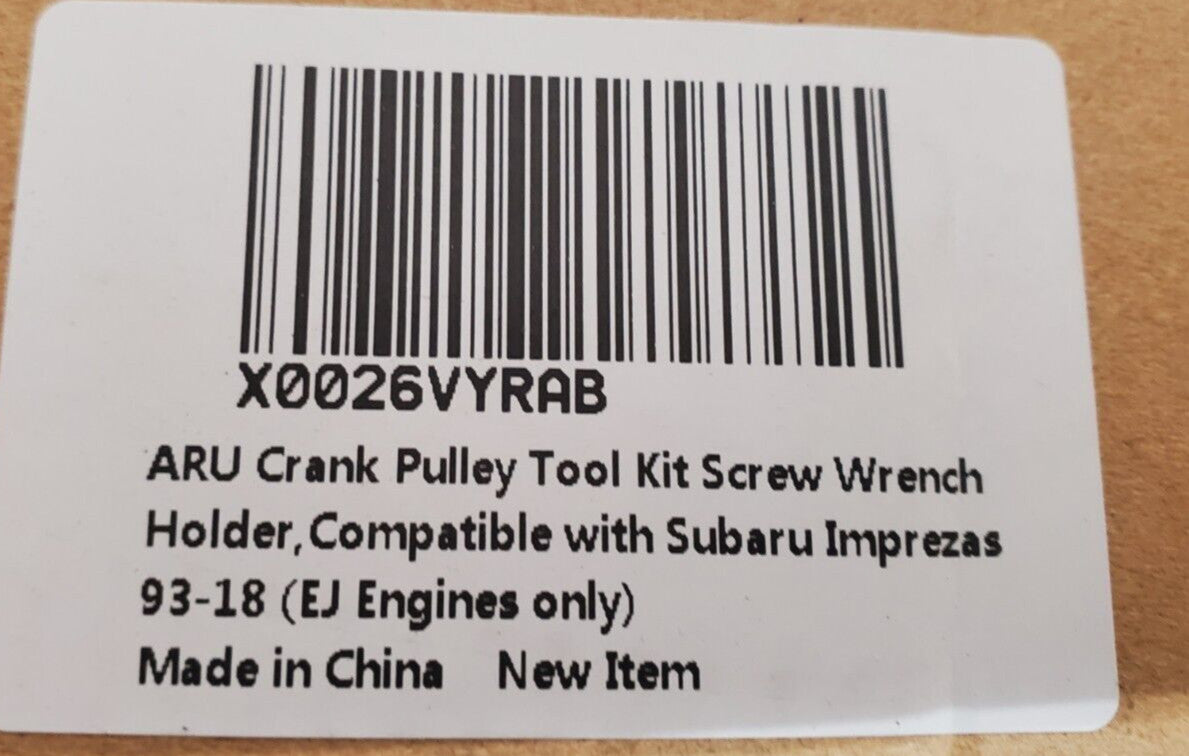 X0026VYRAB
ARU Crank Pulley Tool Kit Screw Wrench
Holder,Compatible with Subaru Imprezas
93-18 (EJ Engines only)
Made in China New Item